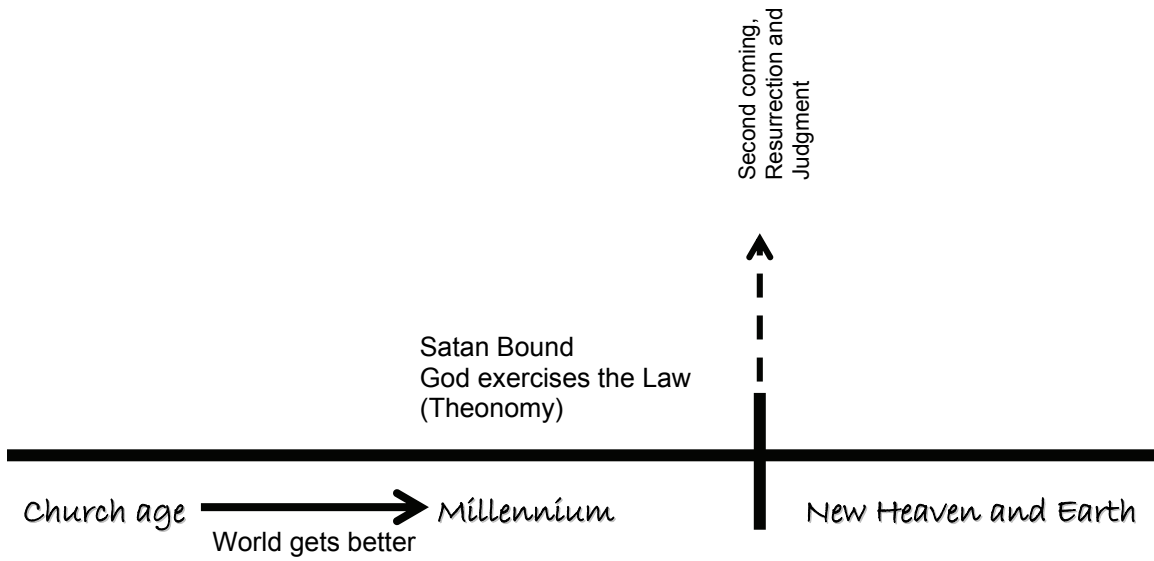 Second coming,
Resurrection and
Judgment
Satan Bound
God exercises the Law
(Theonomy)
Church age
Millennium
New Heaven and Earth
World gets better